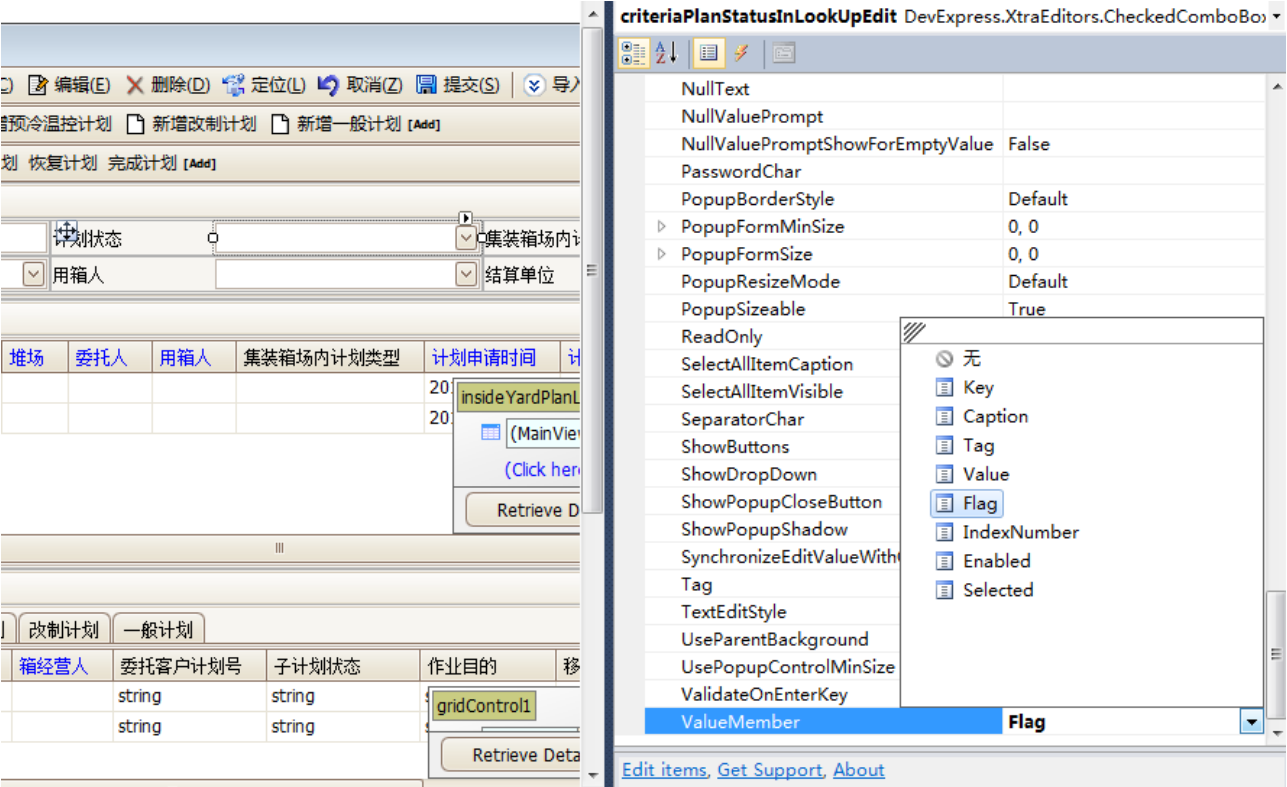 C) 编辑(E) 删除(D) 定位(L) 取消(Z) 提交(S) 导入
增预冷温控计划 新增改制计划 新增一般计划 [Add]
划 恢复计划 完成计划 [Add]
计划状态 集装箱场内计
用箱人 结算单位
堆场 委托人 用箱人 集装箱场内计划类型 计划申请时间 计
201
201
insideYardPlanL
(MainView
(Click here
Retrieve D
改制计划 一般计划
箱经营人 委托客户计划号 子计划状态 作业目的 移
string string s
string string s
gridControl1
Retrieve Deta
criteriaPlanStatusInLookUpEdit DevExpress.XtraEditors.CheckedComboBox
NullText
NullValuePrompt
NullValuePromptShowForEmptyValue False
PasswordChar
PopupBorderStyle Default
PopupFormMinSize 0, 0
PopupFormSize 0, 0
PopupResizeMode Default
PopupSizeable True
ReadOnly
SelectAllItemCaption
SelectAllItemVisible
SeparatorChar
ShowButtons
ShowDropDown
ShowPopupCloseButton
ShowPopupShadow
SynchronizeEditValueWithC
Tag
TextEditStyle
UseParentBackground
UsePopupControlMinSize
ValidateOnEnterKey
ValueMember Flag
无
Key
Caption
Tag
Value
Flag
IndexNumber
Enabled
Selected
Edit items, Get Support, About